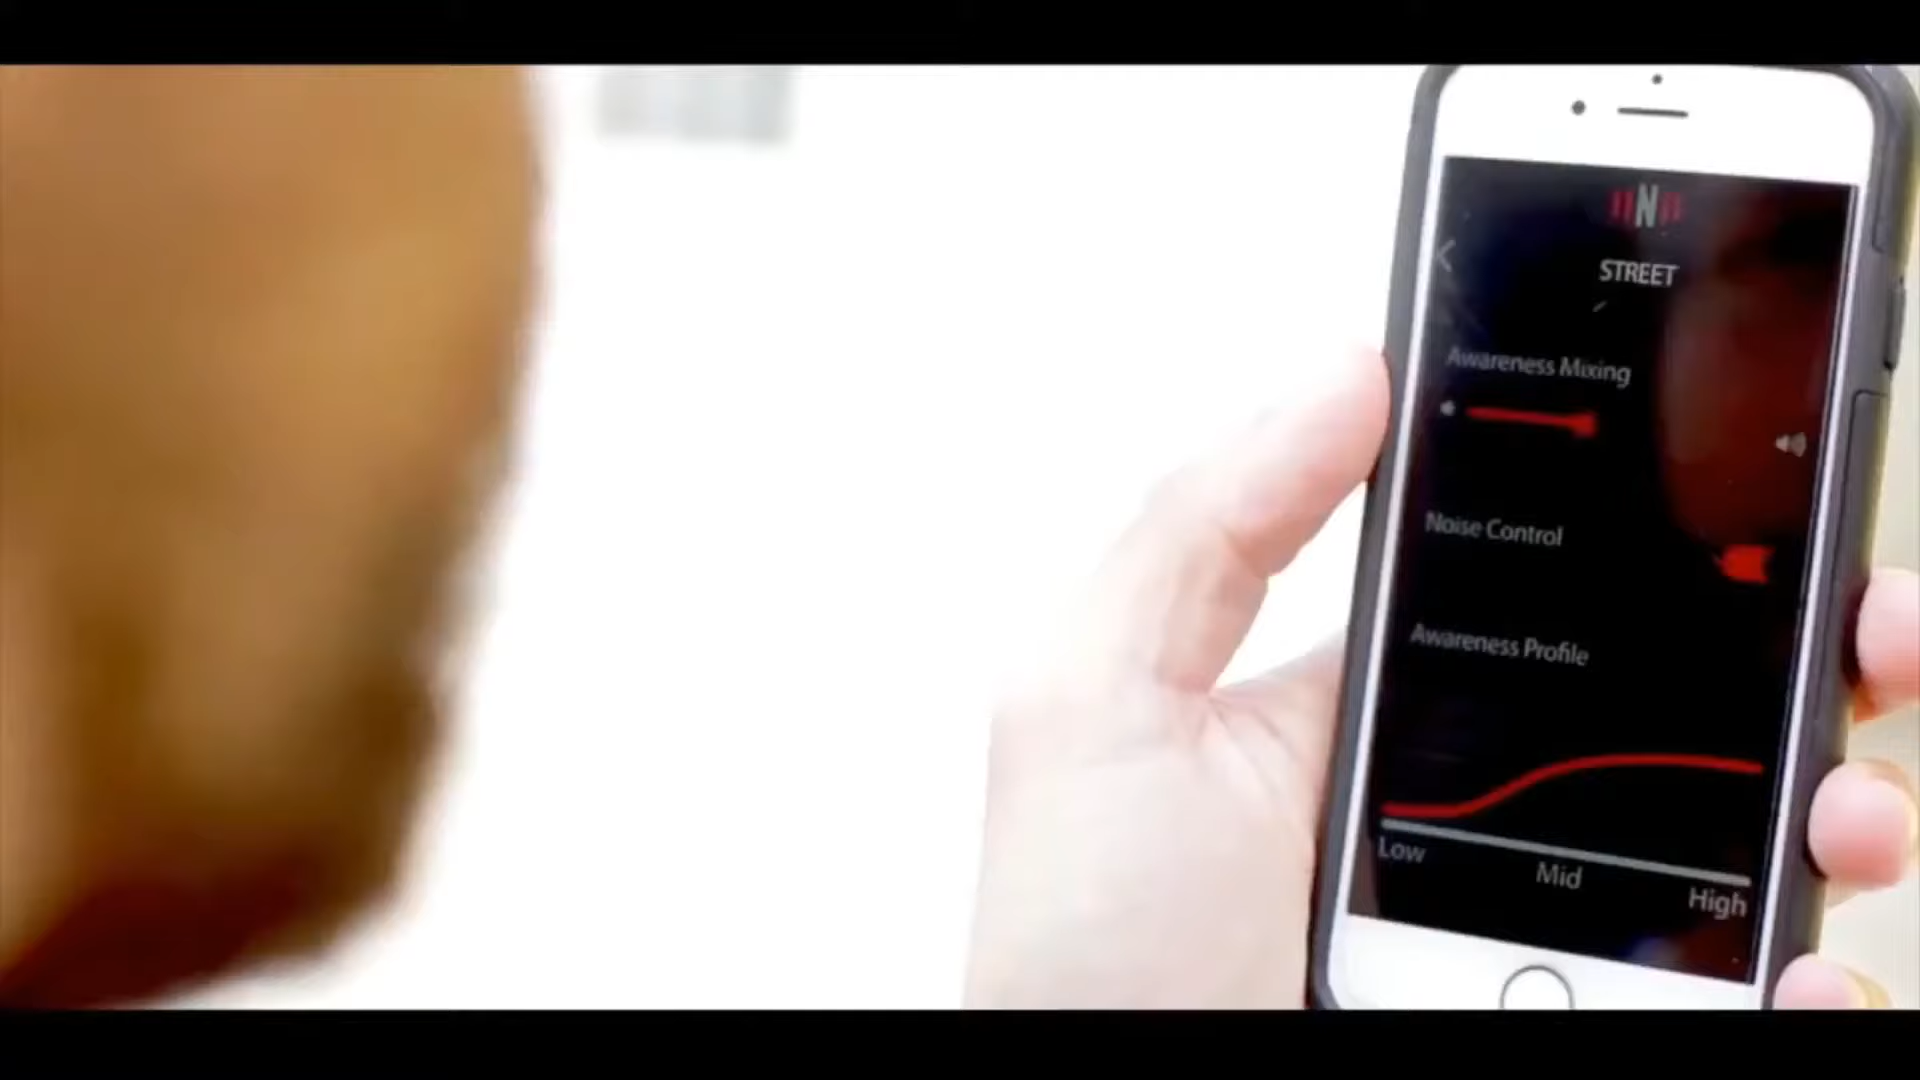 N
STREET
Awareness Mixing
Noise Control
Awareness Profile
Low
Mid
High